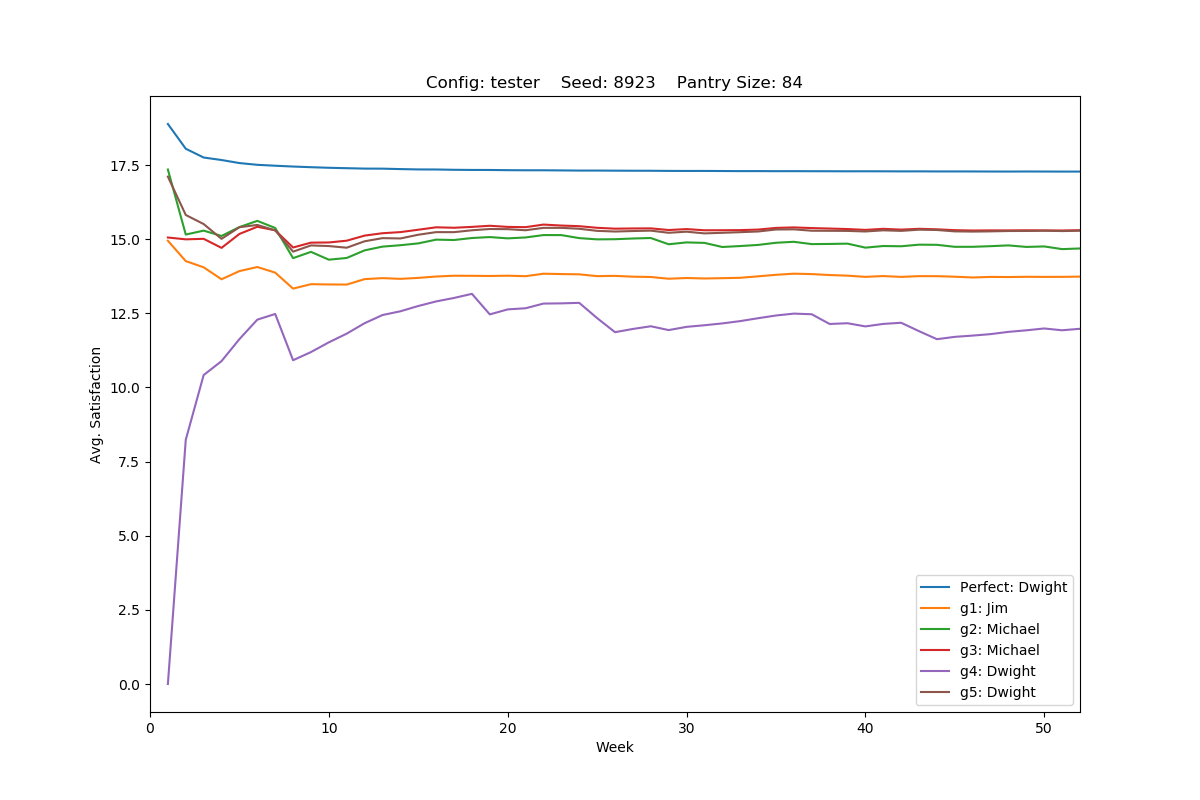 Config: tester    Seed: 8923    Pantry Size: 84
Avg. Satisfaction
17.5
15.0
12.5
10.0
7.5
5.0
2.5
0.0
0 10 20 30 40 50
Week
Perfect: Dwight
g1: Jim
g2: Michael
g3: Michael
g4: Dwight
g5: Dwight